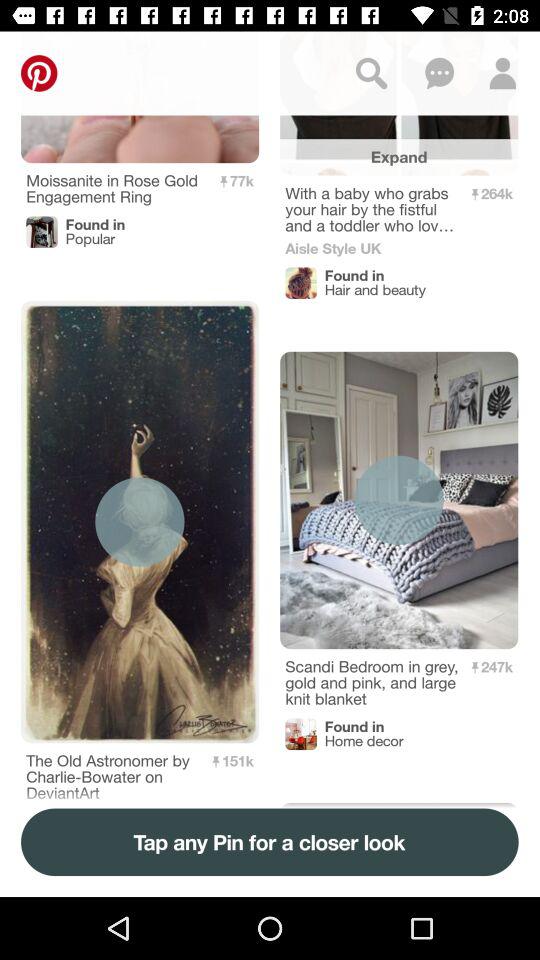 2:08
Expand
Moissanite in Rose Gold
Engagement Ring
77k
Found in
Popular
With a baby who grabs
your hair by the fistful
and a toddler who lov...
264k
Aisle Style UK
Found in
Hair and beauty
Charlie Bowater
The Old Astronomer by
Charlie-Bowater on
DeviantArt
151k
Scandi Bedroom in grey,
gold and pink, and large
knit blanket
247k
Found in
Home decor
Tap any Pin for a closer look